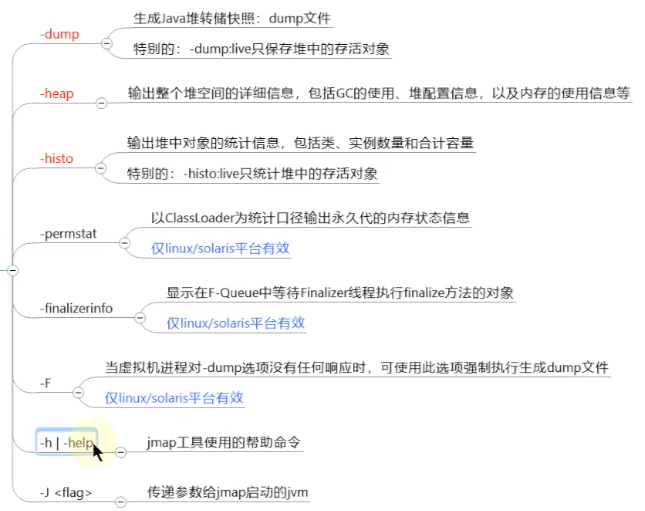 -dump
生成Java堆转储快照：dump文件
特别的：-dump:live只保存堆中的存活对象
-heap
输出整个堆空间的详细信息，包括GC的使用、堆配置信息，以及内存的使用信息等
-histo
输出堆中对象的统计信息，包括类、实例数量和合计容量
特别的：-histo:live只统计堆中的存活对象
-permstat
以ClassLoader为统计口径输出永久代的内存状态信息
仅linux/solaris平台有效
-finalizerinfo
显示在F-Queue中等待Finalizer线程执行finalize方法的对象
仅linux/solaris平台有效
-F
当虚拟机进程对-dump选项没有任何响应时，可使用此选项强制执行生成dump文件
仅linux/solaris平台有效
-h | -help
jmap工具使用的帮助命令
-J <flag>
传递参数给jmap启动的jvm